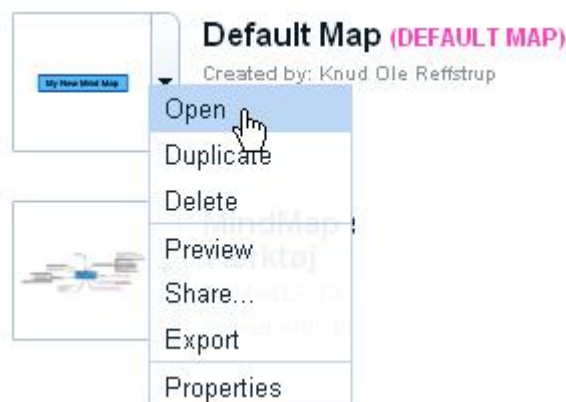 Default Map (DEFAULT MAP)
Created by: Knud Ole Reffstrup
My New Mind Map
Open
Duplicate
Delete
MindMap
Preview
Share...
Export
Properties